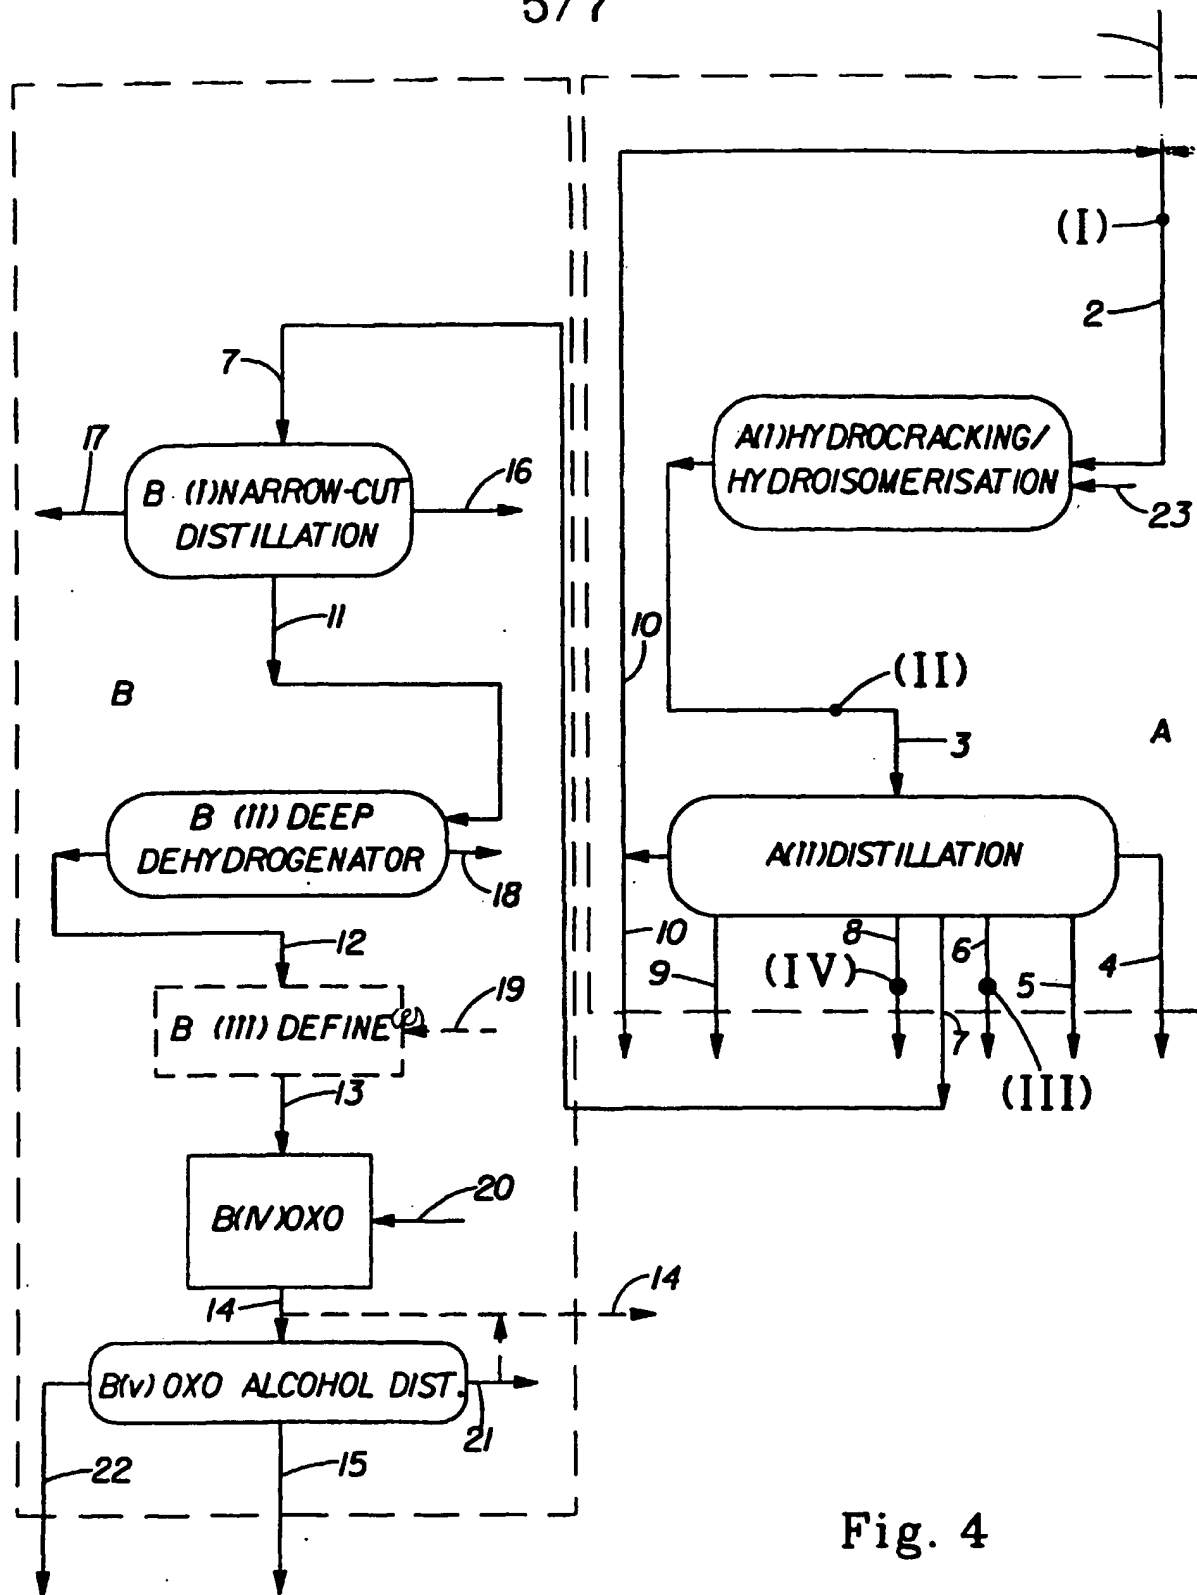 5/7
(I)
2
7
A(I)HYDROCRACKING/
HYDROISOMERISATION
23
17
B (I)NARROW-CUT
DISTILLATION
16
11
10
(II)
B
3
A
B (II) DEEP
DEHYDROGENATOR
18
A(II)DISTILLATION
12
10
9
8
(IV)
6
5
4
7
(III)
B (III) DEFINE(e)
19
13
B(IV)OXO
20
14
14
B(V) OXO ALCOHOL DIST.
21
22
15
Fig. 4